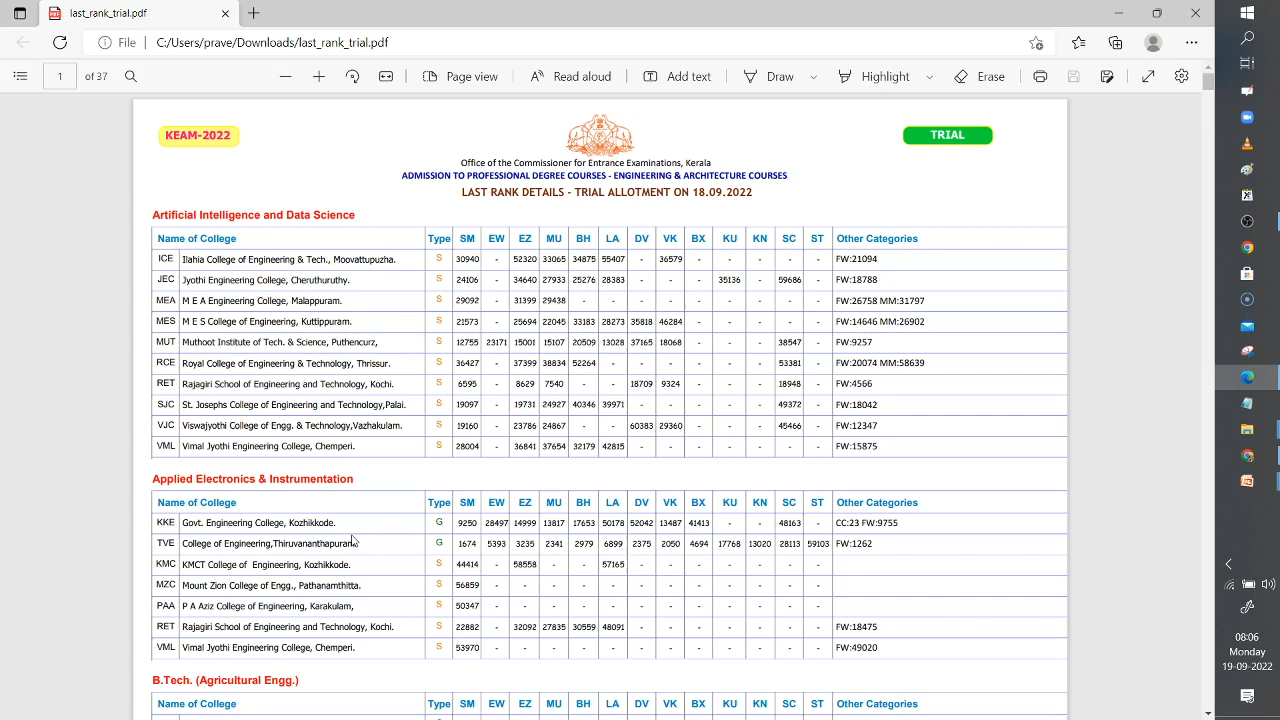 last_rank_trial.pdf
File C:/Users/prave/Downloads/last_rank_trial.pdf
1 of 37 Page view Read aloud Add text Draw Highlight Erase
KEAM-2022
TRIAL
Office of the Commissioner for Entrance Examinations, Kerala
ADMISSION TO PROFESSIONAL DEGREE COURSES - ENGINEERING & ARCHITECTURE COURSES
LAST RANK DETAILS - TRIAL ALLOTMENT ON 18.09.2022
Artificial Intelligence and Data Science
Name of College Type SM EW EZ MU BH LA DV VK BX KU KN SC ST Other Categories
ICE Ilahia College of Engineering & Tech., Moovattupuzha. S 30940 - 52320 33065 34875 55407 - 36579 - - - - - FW:21094
JEC Jyothi Engineering College, Cheruthuruthy. S 24106 - 34640 27933 25276 28383 - - - 35136 - 59686 - FW:18788
MEA M E A Engineering College, Malappuram. S 29092 - 31399 29438 - - - - - - - - - FW:26758 MM:31797
MES M E S College of Engineering, Kuttippuram. S 21573 - 25694 22045 33183 28273 35818 46284 - - - - - FW:14646 MM:26902
MUT Muthoot Institute of Tech. & Science, Puthencurz, S 12755 23171 15001 15107 20509 13028 37165 18068 - - - 38547 - FW:9257
RCE Royal College of Engineering & Technology, Thrissur. S 36427 - 37399 38834 52264 - - - - - - 53381 - FW:20074 MM:58639
RET Rajagiri School of Engineering and Technology, Kochi. S 6595 - 8629 7540 - - 18709 9324 - - - 18948 - FW:4566
SJC St. Josephs College of Engineering and Technology,Palai. S 19097 - 19731 24927 40346 39971 - - - - - 49372 - FW:18042
VJC Viswajyothi College of Engg. & Technology,Vazhakulam. S 19160 - 23786 24867 - - 60383 29360 - - - 45466 - FW:12347
VML Vimal Jyothi Engineering College, Chemperi. S 28004 - 36841 37654 32179 42815 - - - - - - - FW:15875
Applied Electronics & Instrumentation
Name of College Type SM EW EZ MU BH LA DV VK BX KU KN SC ST Other Categories
KKE Govt. Engineering College, Kozhikkode. G 9250 28497 14999 13817 17653 50178 52042 13487 41413 - - 48163 - CC:23 FW:9755
TVE College of Engineering,Thiruvananthapuram. G 1674 5393 3235 2341 2979 6899 2375 2050 4694 17768 13020 28113 59103 FW:1262
KMC KMCT College of Engineering, Kozhikkode. S 44414 - 58558 - - 57165 - - - - - - -
MZC Mount Zion College of Engg., Pathanamthitta. S 56859 - - - - - - - - - - - -
PAA P A Aziz College of Engineering, Karakulam, S 50347 - - - - - - - - - - - -
RET Rajagiri School of Engineering and Technology, Kochi. S 22882 - 32092 27835 30559 48091 - - - - - - - FW:18475
VML Vimal Jyothi Engineering College, Chemperi. S 53970 - - - - - - - - - - - - FW:49020
B.Tech. (Agricultural Engg.)
Name of College Type SM EW EZ MU BH LA DV VK BX KU KN SC ST Other Categories
08:06
Monday
19-09-2022